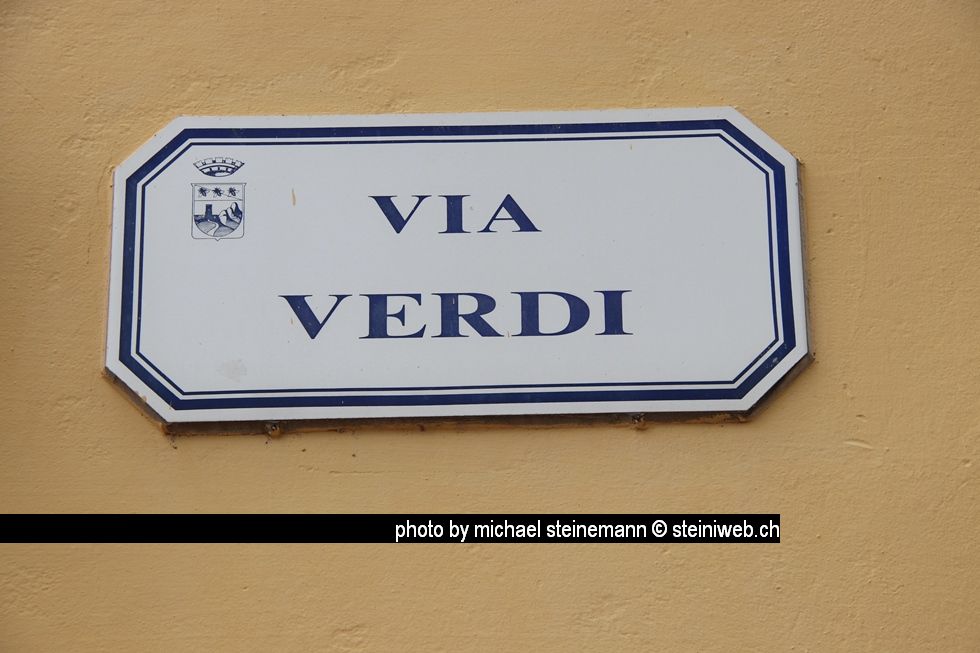 VIA
VERDI
photo by michael steinemann © steiniweb.ch